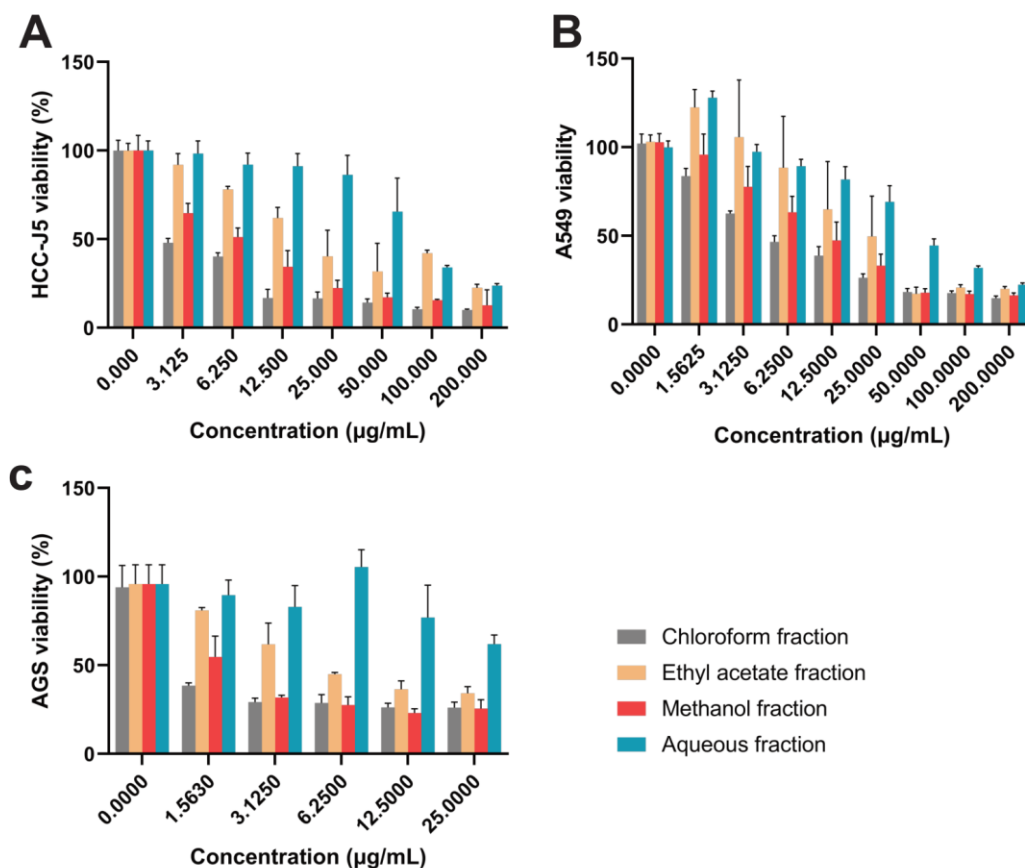 A
HCC-J5 viability (%)
150
100
50
0
0.000
3.125
6.250
12.500
25.000
50.000
100.000
200.000
Concentration (µg/mL)
B
A549 viability
150
100
50
0
0.0000
1.5625
3.1250
6.2500
12.5000
25.0000
50.0000
100.0000
200.0000
Concentration (µg/mL)
c
AGS viability (%)
150
100
50
0
0.0000
1.5630
3.1250
6.2500
12.5000
25.0000
Concentration (µg/mL)
Chloroform fraction
Ethyl acetate fraction
Methanol fraction
Aqueous fraction